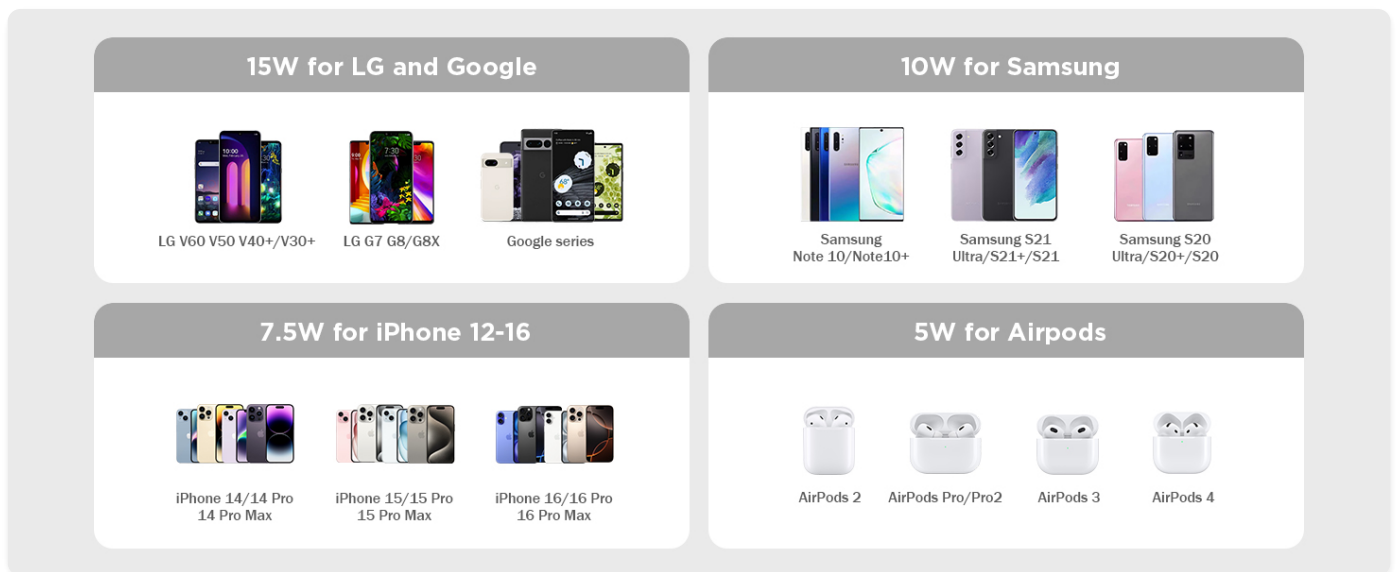 15W for LG and Google
LG V60 V50 V40+/V30+
LG G7 G8/G8X
Google series
10W for Samsung
Samsung
Note 10/Note10+
Samsung S21
Ultra/S21+/S21
Samsung S20
Ultra/S20+/S20
7.5W for iPhone 12-16
iPhone 14/14 Pro
14 Pro Max
iPhone 15/15 Pro
15 Pro Max
iPhone 16/16 Pro
16 Pro Max
5W for Airpods
AirPods 2
AirPods Pro/Pro2
AirPods 3
AirPods 4